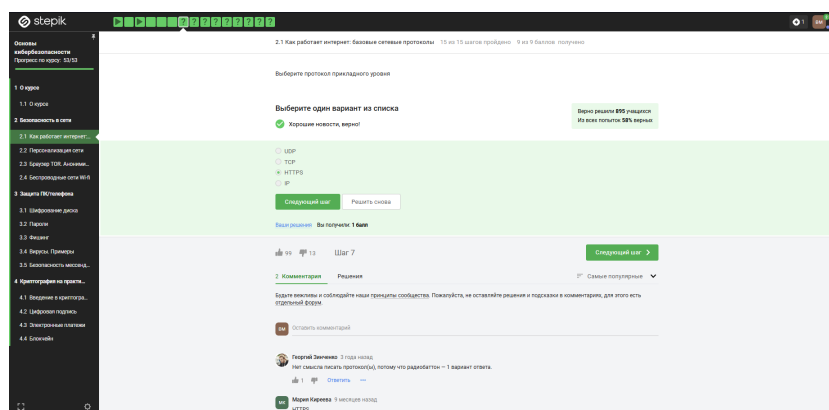 stepik
1
ВМ
Основы
кибербезопасности
Прогресс по курсу: 53/53
1 О курсе
1.1 О курсе
2 Безопасность в сети
2.1 Как работает интернет:...
2.2 Персонализация сети
2.3 Браузер TOR. Аноними...
2.4 Беспроводные сети Wi-fi
3 Защита ПК/телефона
3.1 Шифрование диска
3.2 Пароли
3.3 Фишинг
3.4 Вирусы. Примеры
3.5 Безопасность мессенд...
4 Криптография на практи...
4.1 Введение в криптогра...
4.2 Цифровая подпись
4.3 Электронные платежи
4.4 Блокчейн
2.1 Как работает интернет: базовые сетевые протоколы 15 из 15 шагов пройдено 9 из 9 баллов получено
Выберите протокол прикладного уровня
Выберите один вариант из списка
Хорошие новости, верно!
Верно решили 895 учащихся
Из всех попыток 58% верных
UDP
TCP
HTTPS
IP
Следующий шаг Решить снова
Ваши решения Вы получили: 1 балл
99 13 Шаг 7 Следующий шаг
2 Комментария Решения Самые популярные
Будьте вежливы и соблюдайте наши принципы сообщества. Пожалуйста, не оставляйте решения и подсказки в комментариях, для этого есть
отдельный форум.
ВМ Оставить комментарий
Георгий Зинченко 3 года назад
Нет смысла писать протокол(ы), потому что радиобаттон — 1 вариант ответа.
1 Ответить
МК Мария Киреева 9 месяцев назад
HTTPS